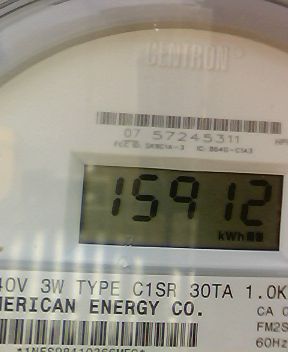 CENTRON
07 57245311
15912
kWh
40V 3W TYPE C1SR 30TA 1.0K
MERICAN ENERGY CO.
CA
FM2S
60Hz